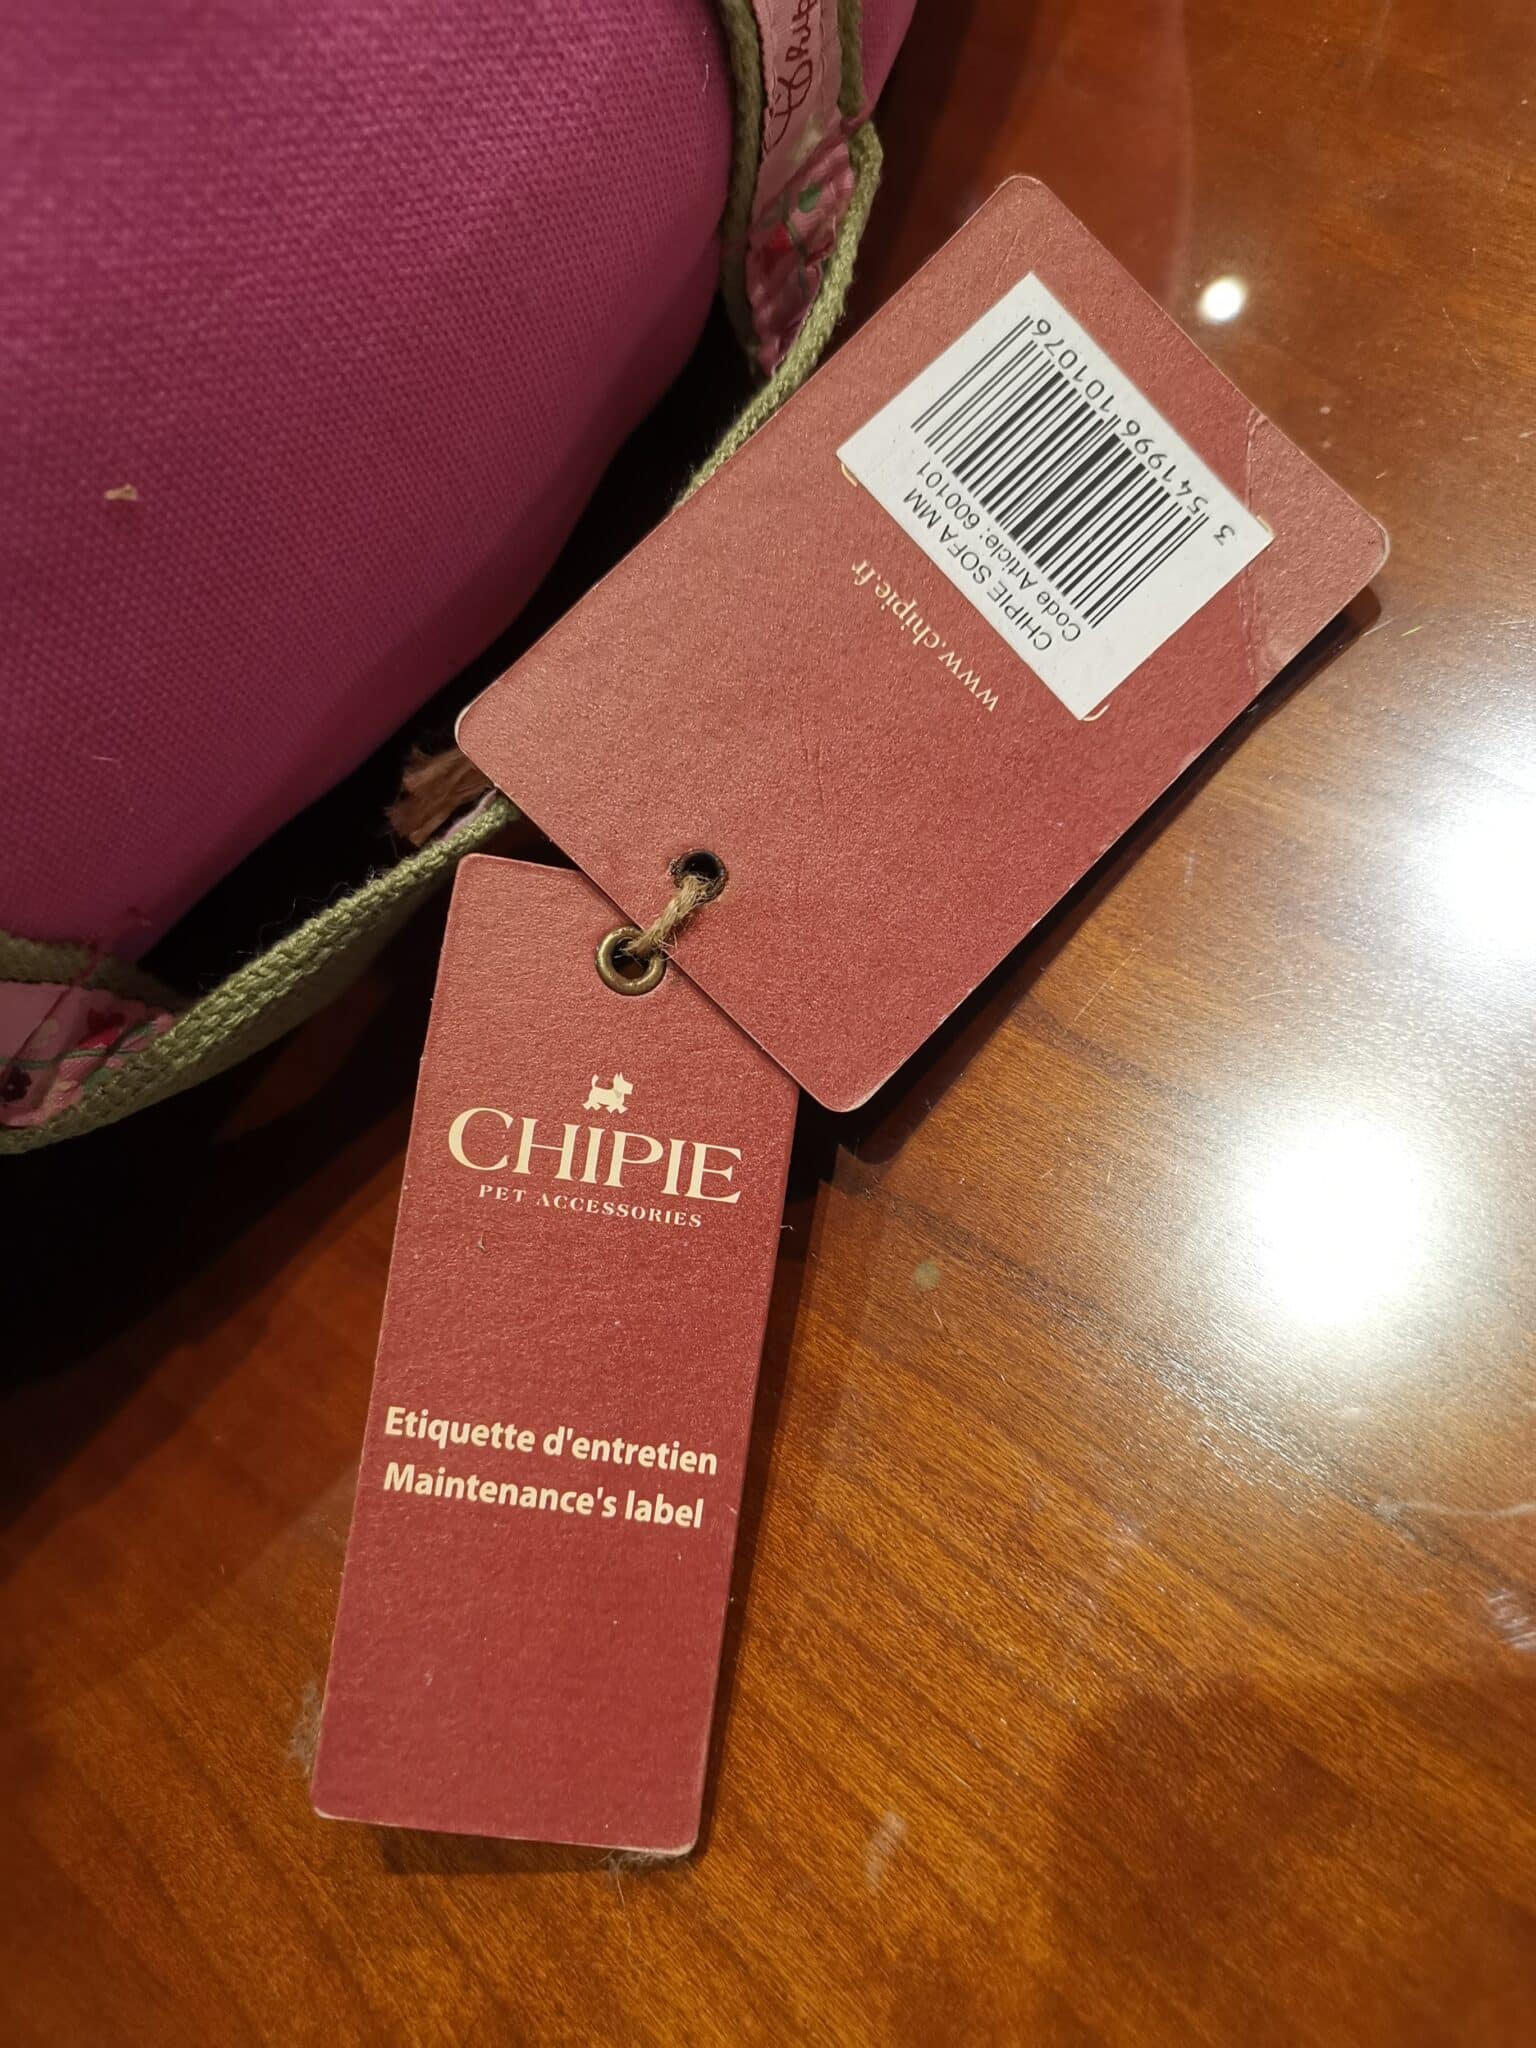 CHIPIE SOFA MM
Code Article: 600101
3 541996 101076
www.chipie.fr
CHIPIE
PET ACCESSORIES
Etiquette d'entretien
Maintenance's label